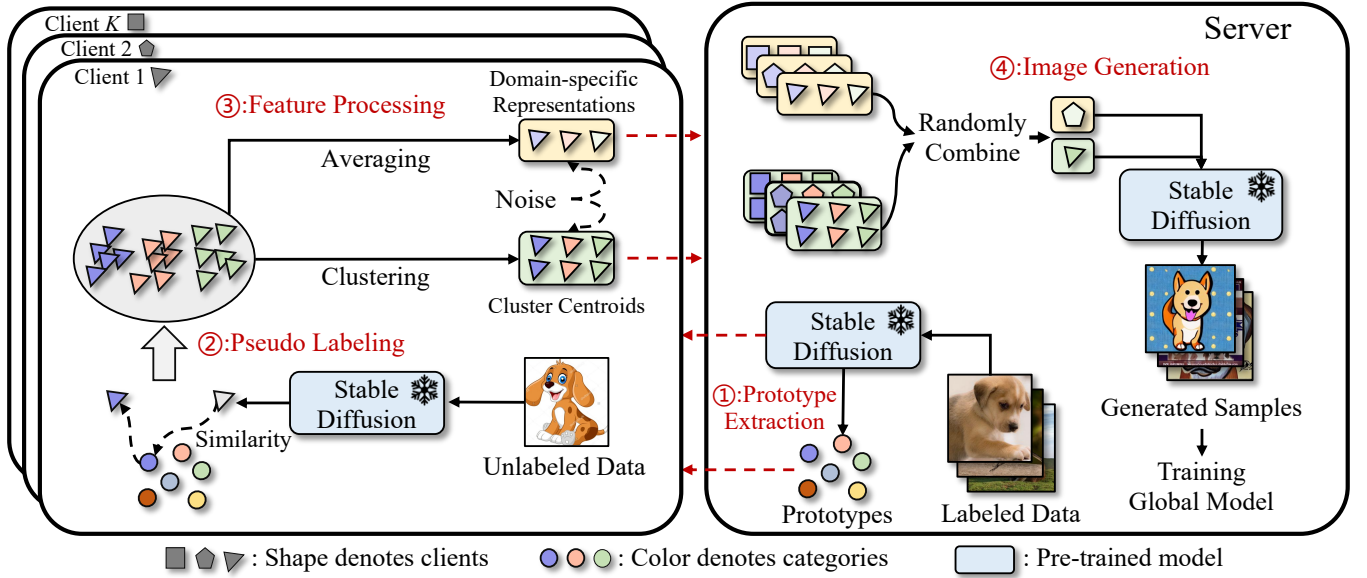 Client K
Client 2
Client 1
③:Feature Processing
Domain-specific
Representations
Averaging
Noise
Clustering
Cluster Centroids
②:Pseudo Labeling
Similarity
Stable
Diffusion
Unlabeled Data
Server
④:Image Generation
Randomly
Combine
Stable
Diffusion
Stable
Diffusion
①:Prototype
Extraction
Prototypes
Labeled Data
Generated Samples
Training
Global Model
: Shape denotes clients
: Color denotes categories
: Pre-trained model